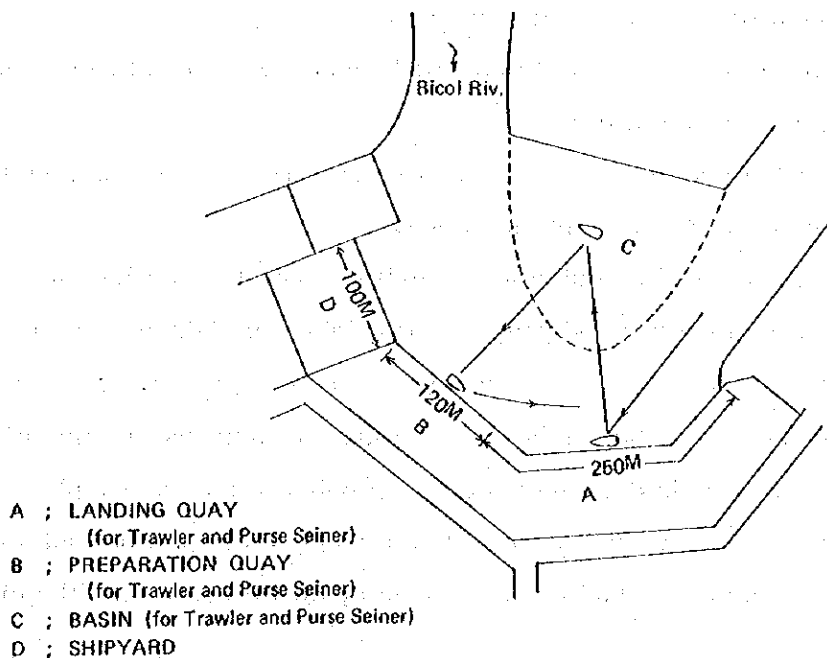 Bicol Riv.
C
100M
D
120M
B
260M
A
A ; LANDING QUAY
(for Trawler and Purse Seiner)
B ; PREPARATION QUAY
(for Trawler and Purse Seiner)
C ; BASIN (for Trawler and Purse Seiner)
D ; SHIPYARD